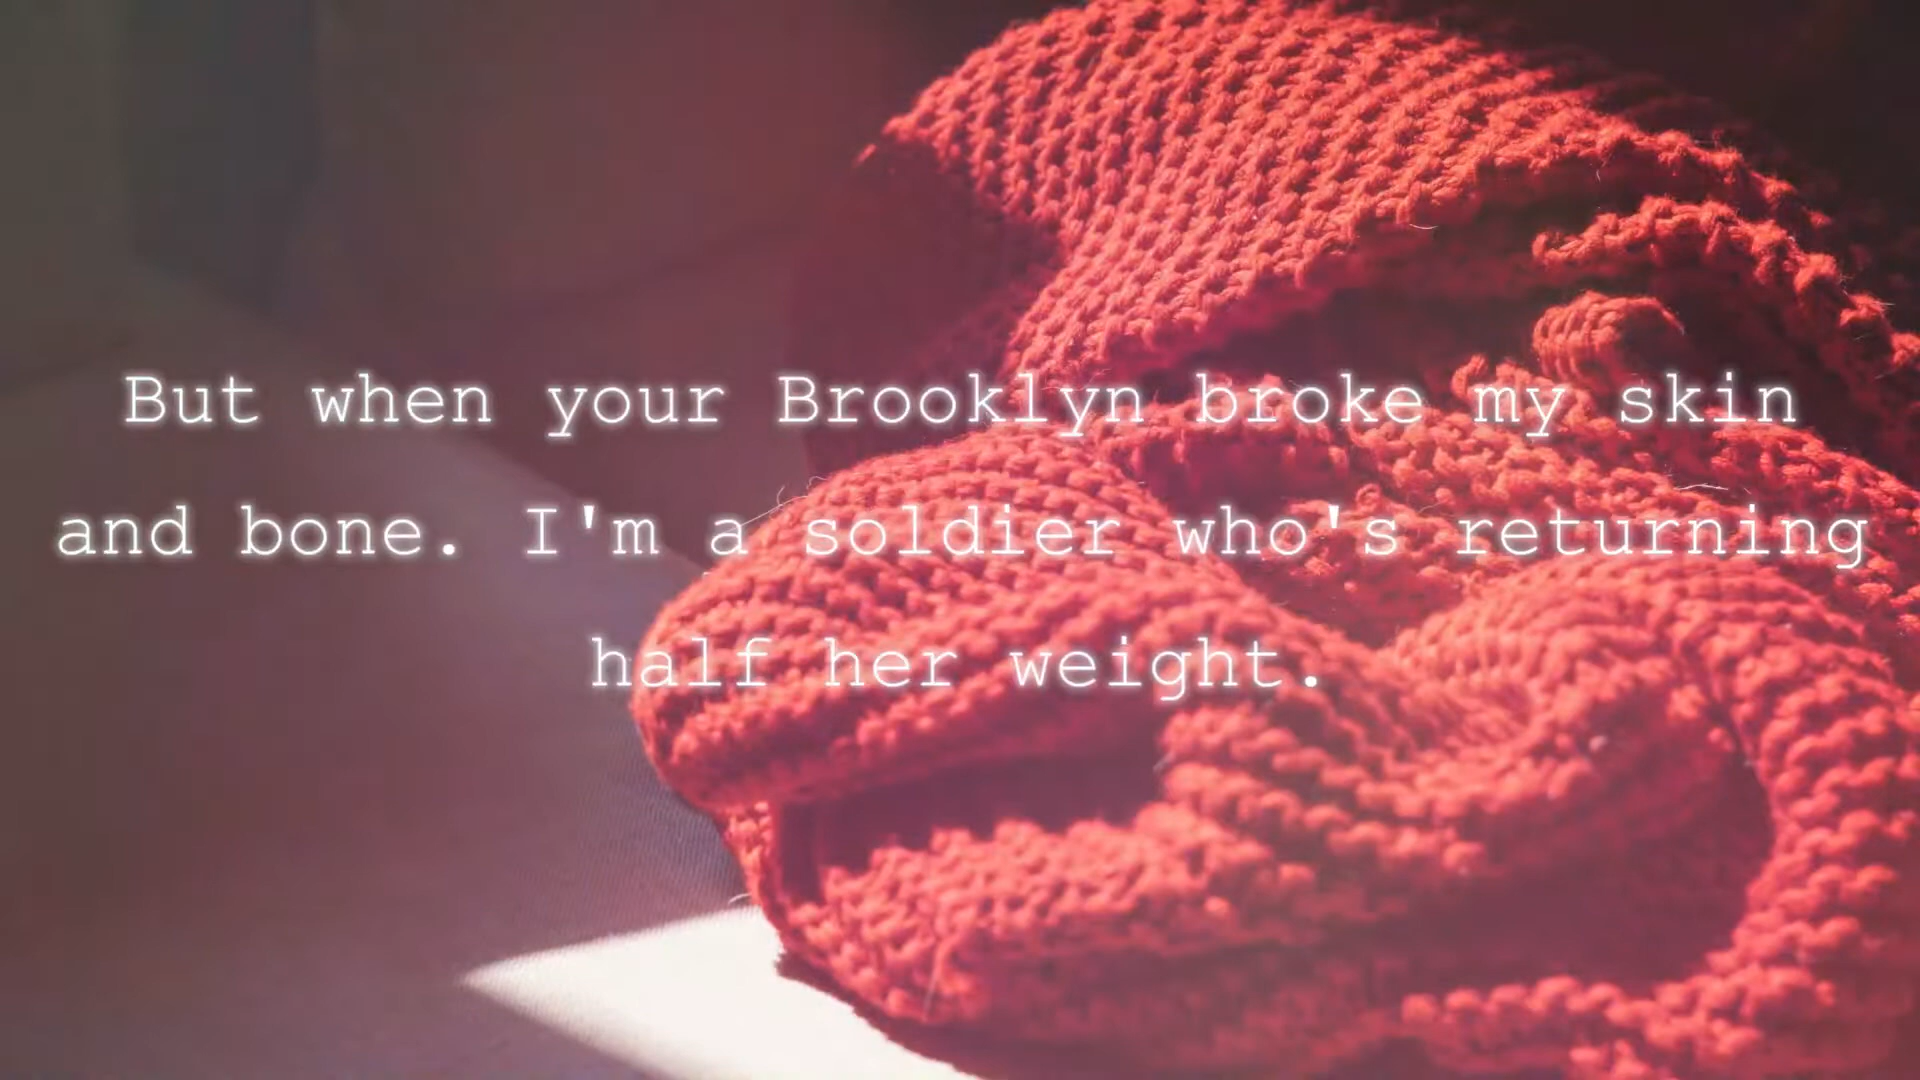 But when your Brooklyn broke my skin
and bone. I'm a soldier who's returning
half her weight.